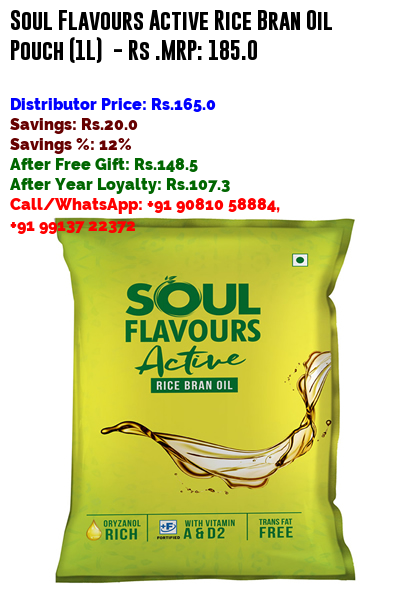 Soul Flavours Active Rice Bran Oil
Pouch (1L) - Rs .MRP: 185.0
Distributor Price: Rs.165.0
Savings: Rs.20.0
Savings %: 12%
After Free Gift: Rs.148.5
After Year Loyalty: Rs.107.3
Call/WhatsApp: +91 90810 58884,
+91 99137 22372
SOUL
FLAVOURS
Active
RICE BRAN OIL
ORYZANOL
RICH
+F
FORTIFIED
WITH VITAMIN
A & D2
TRANS FAT
FREE